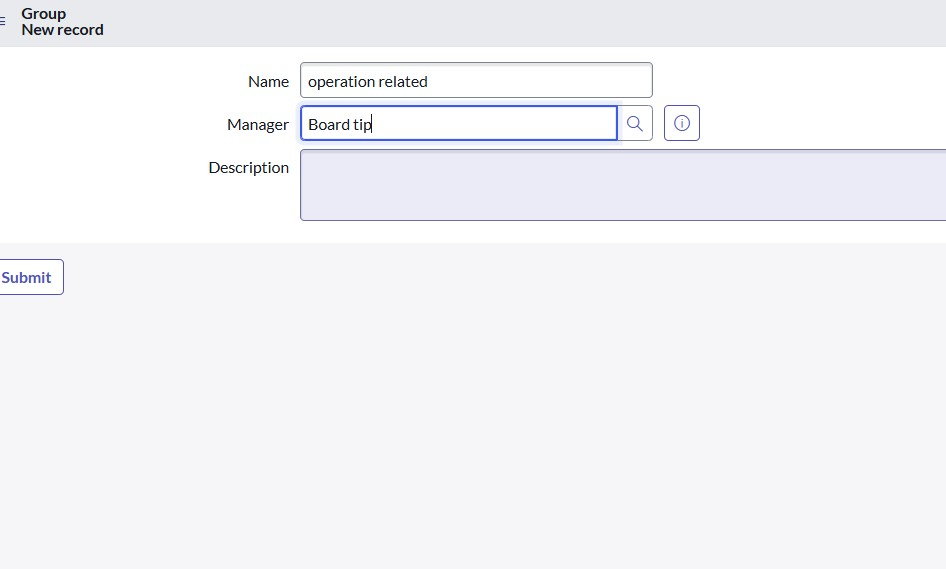 Group
New record
Name operation related
Manager Board tip
Description
Submit